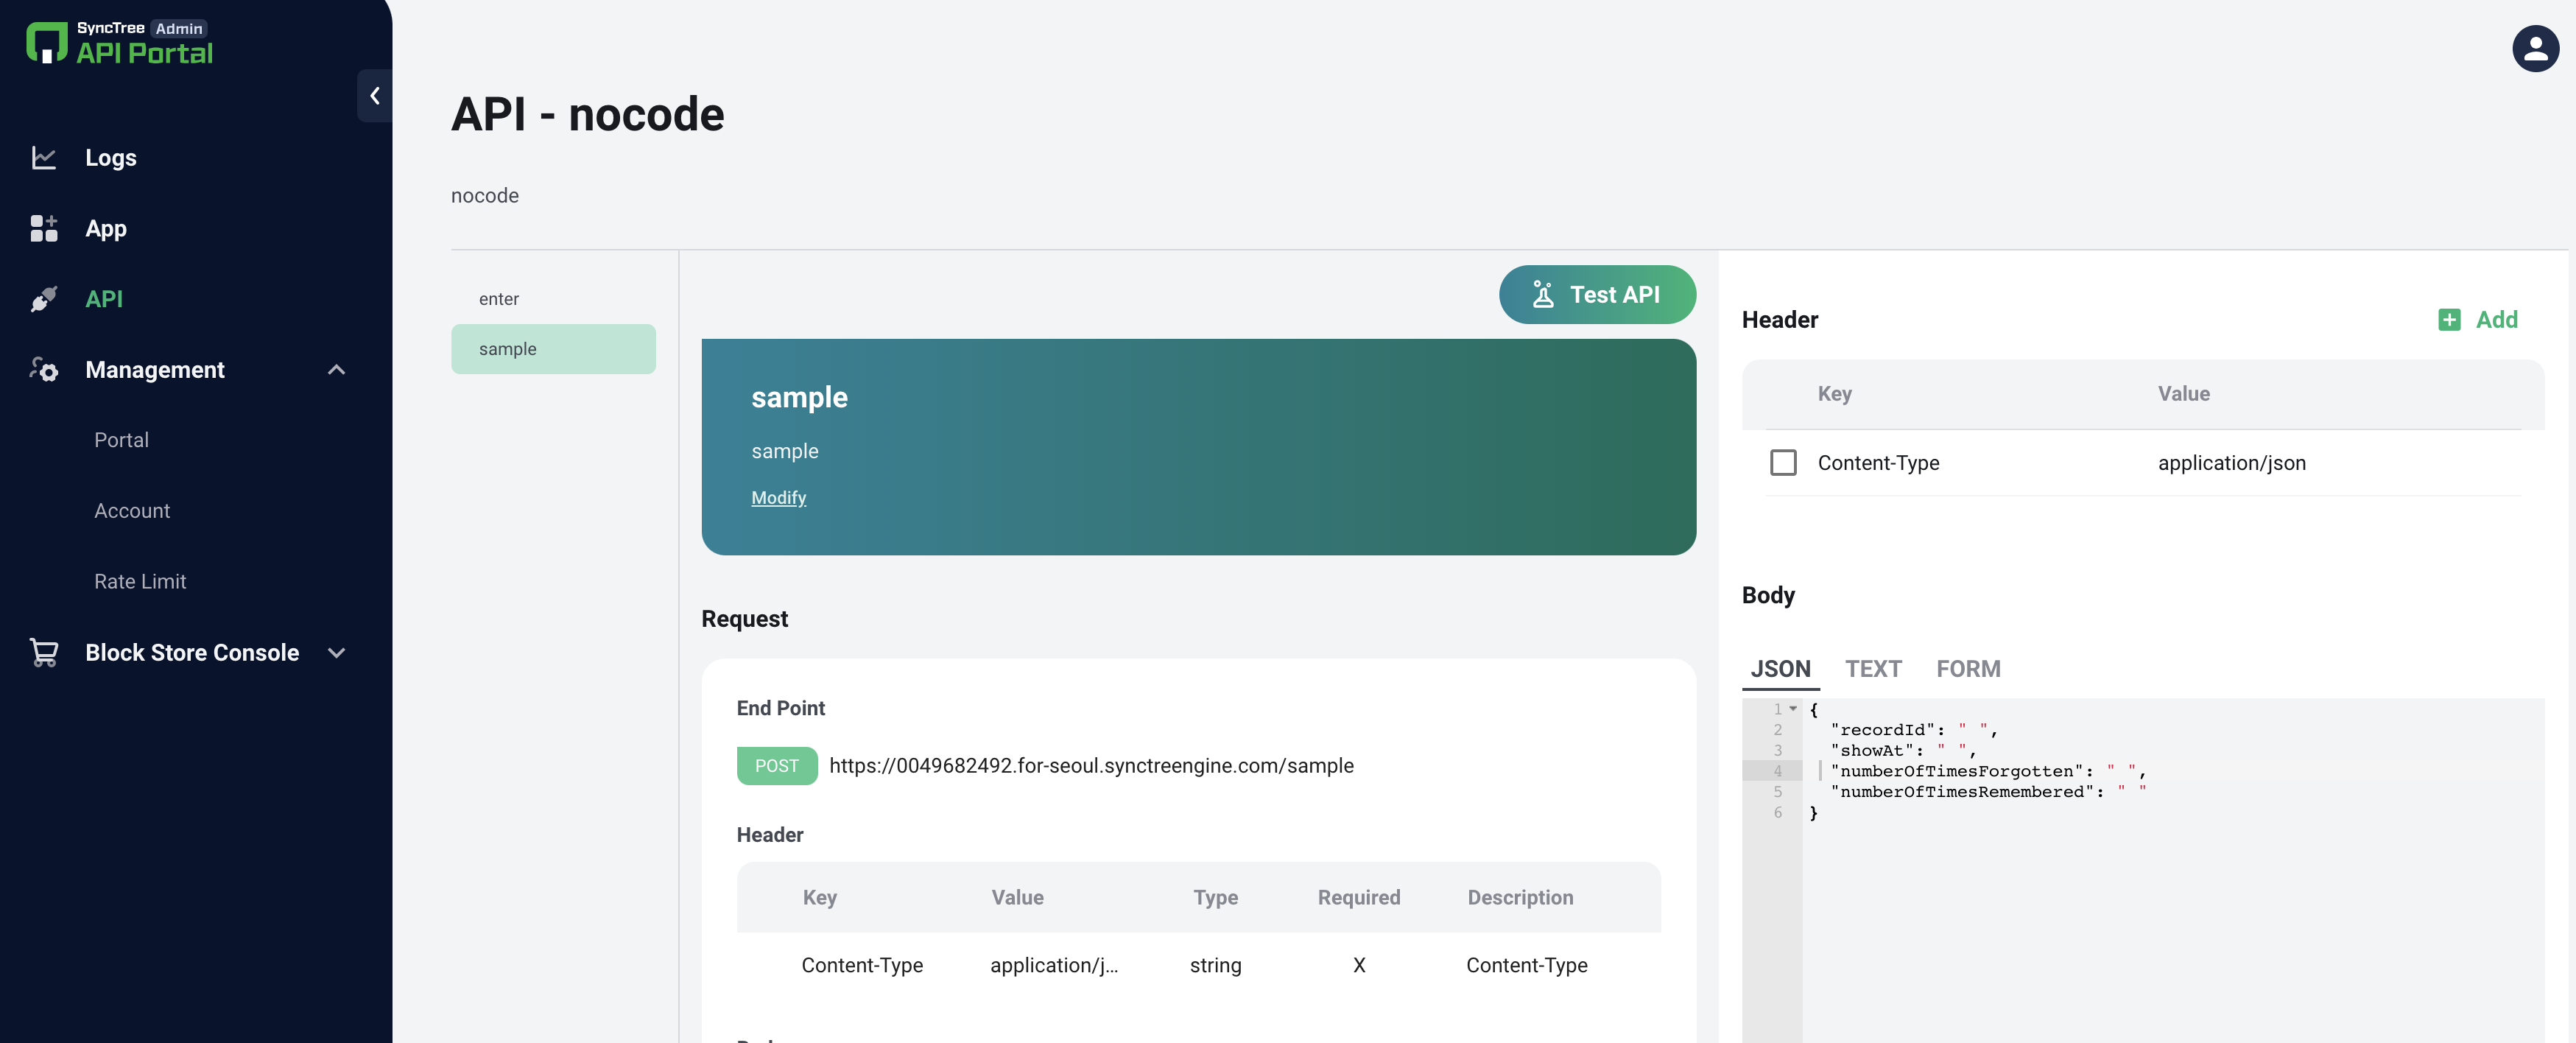 SyncTree Admin
API Portal
Logs
App
API
Management
Portal
Account
Rate Limit
Block Store Console
API - nocode
nocode
enter
sample
Test API
sample
sample
Modify
Request
End Point
POST https://0049682492.for-seoul.synctreengine.com/sample
Header
Key Value Type Required Description
Content-Type application/j... string X Content-Type
Header
Add
Key Value
Content-Type application/json
Body
JSON TEXT FORM
1 {
2 "recordId": " ",
3 "showAt": " ",
4 "numberOfTimesForgotten": " ",
5 "numberOfTimesRemembered": " "
6 }